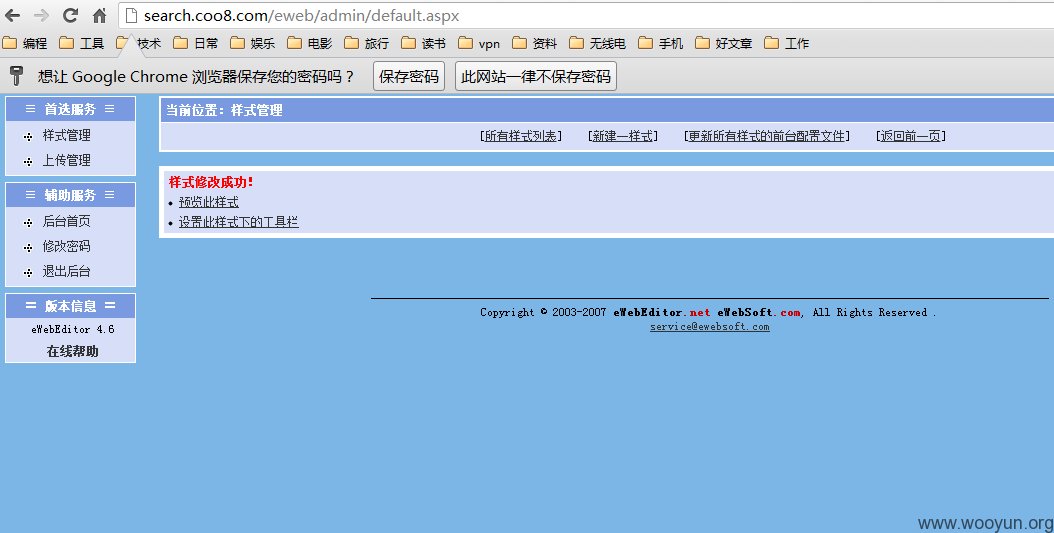 search.coo8.com/eweb/admin/default.aspx
编程 工具 技术 日常 娱乐 电影 旅行 读书 vpn 资料 无线电 手机 好文章 工作
想让 Google Chrome 浏览器保存您的密码吗？ 保存密码 此网站一律不保存密码
首选服务
样式管理
上传管理
辅助服务
后台首页
修改密码
退出后台
版本信息
eWebEditor 4.6
在线帮助
当前位置：样式管理
[所有样式列表] [新建一样式] [更新所有样式的前台配置文件] [返回前一页]
样式修改成功！
预览此样式
设置此样式下的工具栏
Copyright © 2003-2007 eWebEditor.net eWebSoft.com, All Rights Reserved .
service@ewebsoft.com
www.wooyun.org